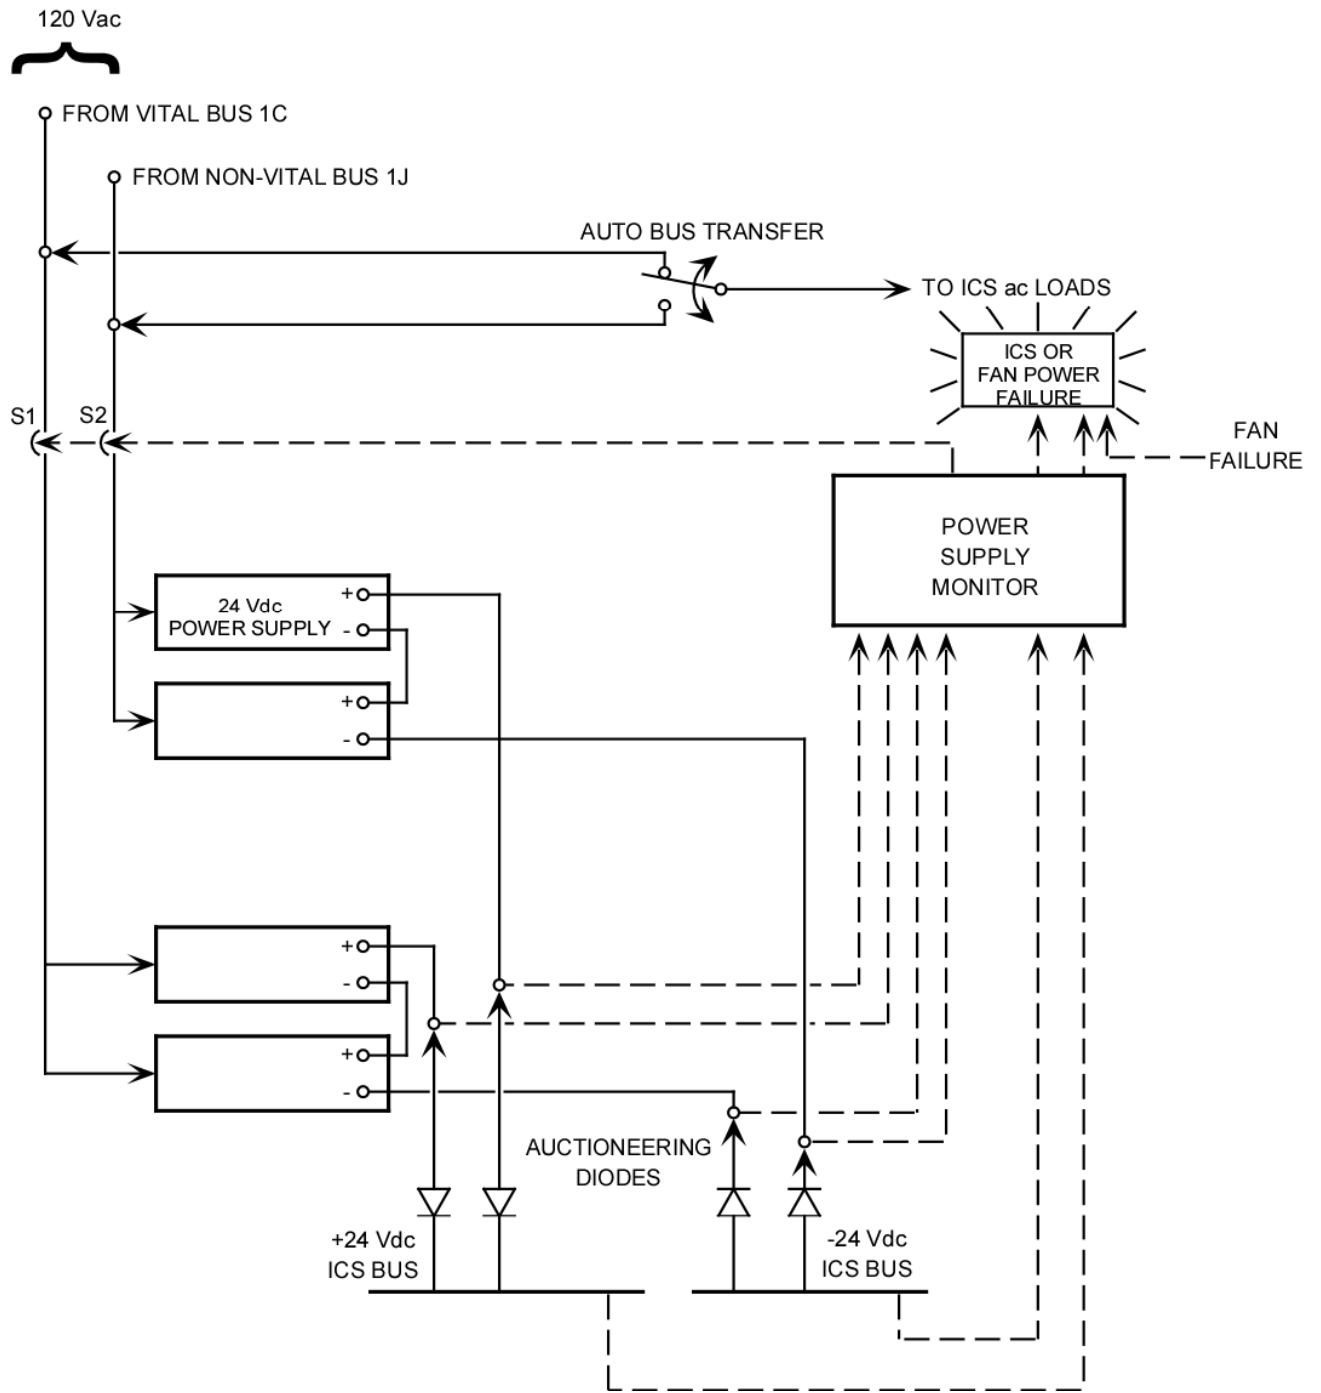 120 Vac
FROM VITAL BUS 1C
FROM NON-VITAL BUS 1J
AUTO BUS TRANSFER
TO ICS ac LOADS
ICS OR
FAN POWER
FAILURE
S1
S2
FAN
FAILURE
POWER
SUPPLY
MONITOR
24 Vdc
POWER SUPPLY
+
-
+
-
+
-
+
-
AUCTIONEERING
DIODES
+24 Vdc
ICS BUS
-24 Vdc
ICS BUS